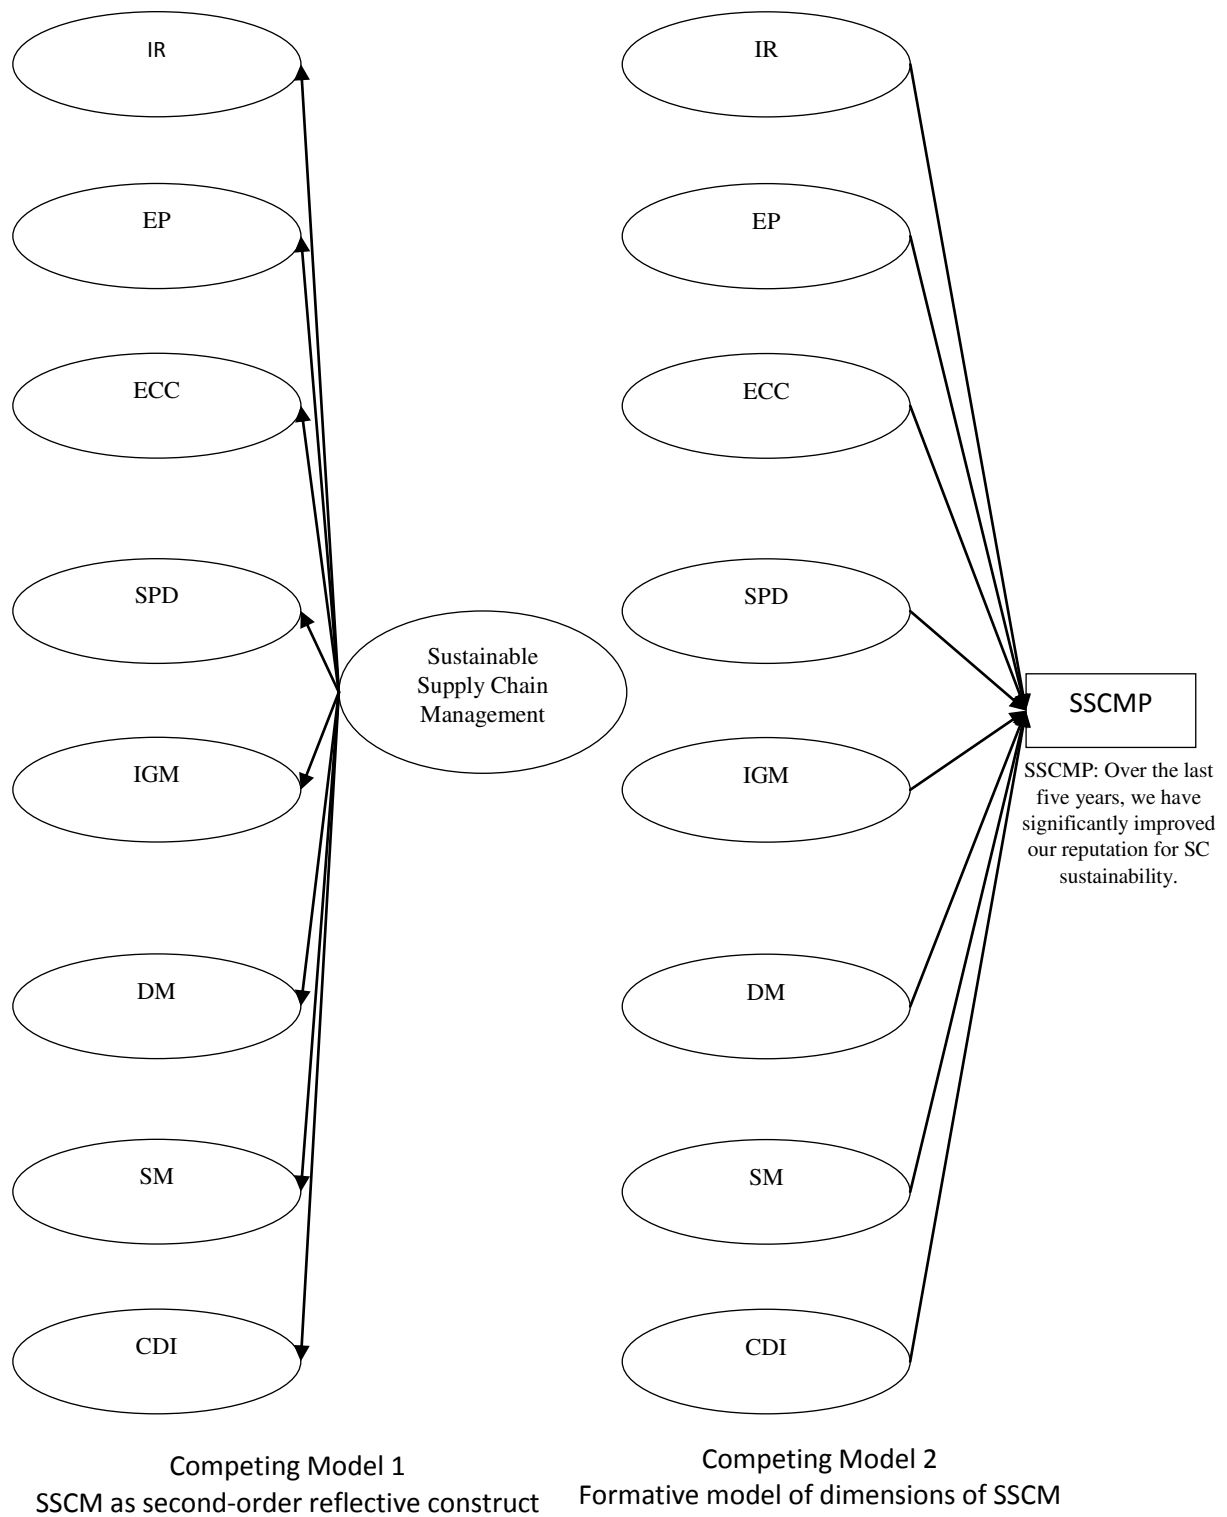 IR
EP
ECC
SPD
IGM
DM
SM
CDI
Sustainable
Supply Chain
Management
Competing Model 1
SSCM as second-order reflective construct
IR
EP
ECC
SPD
IGM
DM
SM
CDI
SSCMP
SSCMP: Over the last
five years, we have
significantly improved
our reputation for SC
sustainability.
Competing Model 2
Formative model of dimensions of SSCM